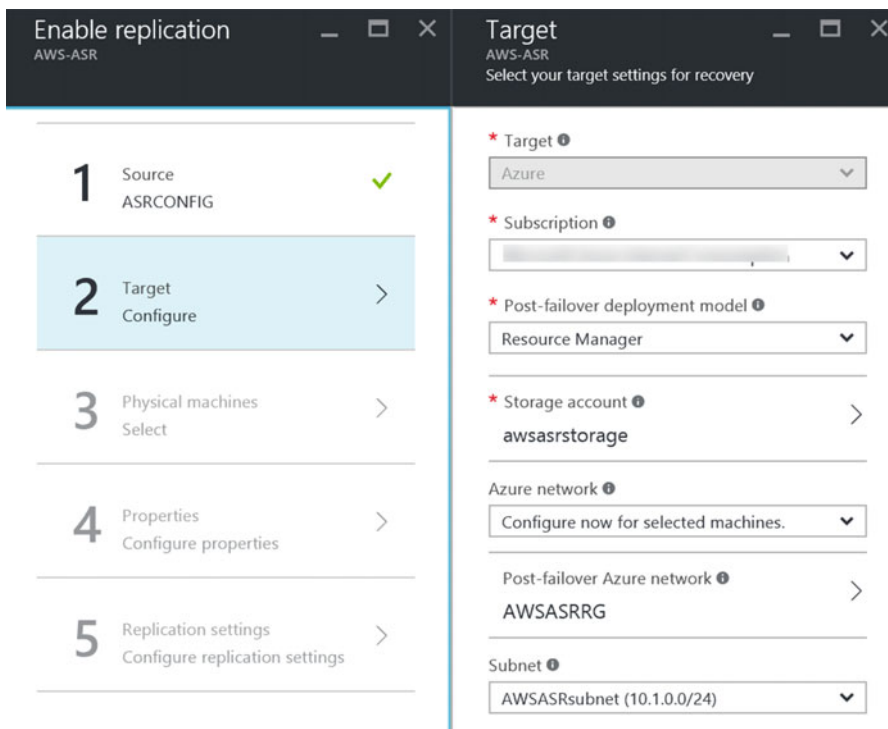 Enable replication
AWS-ASR
1
Source
ASRCONFIG
2
Target
Configure
3
Physical machines
Select
4
Properties
Configure properties
5
Replication settings
Configure replication settings
Target
AWS-ASR
Select your target settings for recovery
* Target
Azure
* Subscription
* Post-failover deployment model
Resource Manager
* Storage account
awsasrstorage
Azure network
Configure now for selected machines.
Post-failover Azure network
AWSASRRG
Subnet
AWSASRsubnet (10.1.0.0/24)